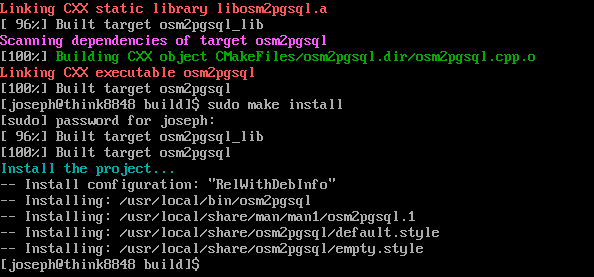 Linking CXX static library libosm2pgsql.a
[ 96%] Built target osm2pgsql_lib
Scanning dependencies of target osm2pgsql
[100%] Building CXX object CMakeFiles/osm2pgsql.dir/osm2pgsql.cpp.o
Linking CXX executable osm2pgsql
[100%] Built target osm2pgsql
[joseph@think8848 build]$ sudo make install
[sudo] password for joseph:
[ 96%] Built target osm2pgsql_lib
[100%] Built target osm2pgsql
Install the project...
-- Install configuration: "RelWithDebInfo"
-- Installing: /usr/local/bin/osm2pgsql
-- Installing: /usr/local/share/man/man1/osm2pgsql.1
-- Installing: /usr/local/share/osm2pgsql/default.style
-- Installing: /usr/local/share/osm2pgsql/empty.style
[joseph@think8848 build]$